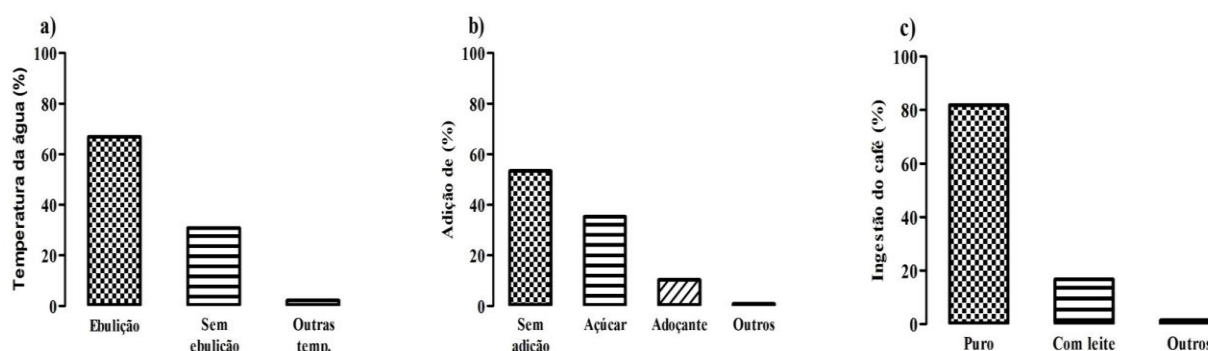 a)
Temperatura da água (%)
100
80
60
40
20
0
Ebulição
Sem
ebulição
Outras
temp.
b)
Adição de (%)
100
80
60
40
20
0
Sem
adição
Açúcar
Adoçante
Outros
c)
Ingestão do café (%)
100
80
60
40
20
0
Puro
Com leite
Outros